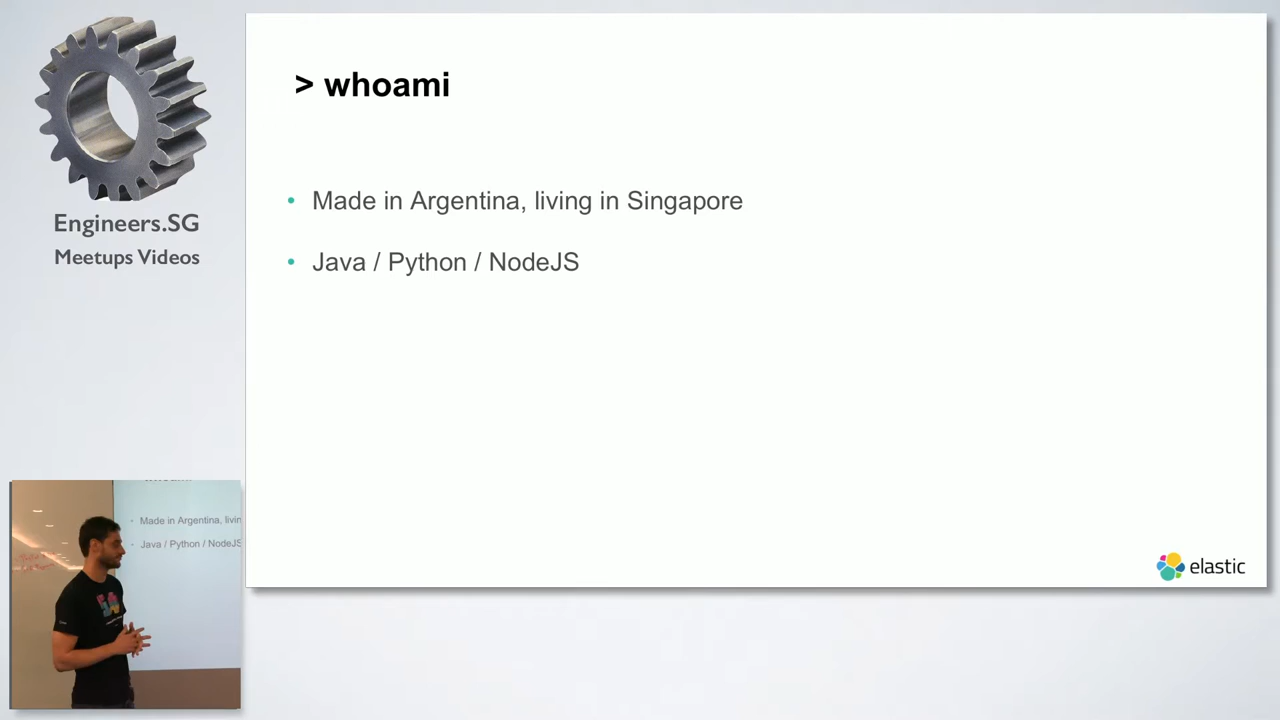 Engineers.SG
Meetups Videos
> whoami
• Made in Argentina, living in Singapore
• Java / Python / NodeJS
elastic
• Made in Argentina, livin
• Java / Python / NodeJS